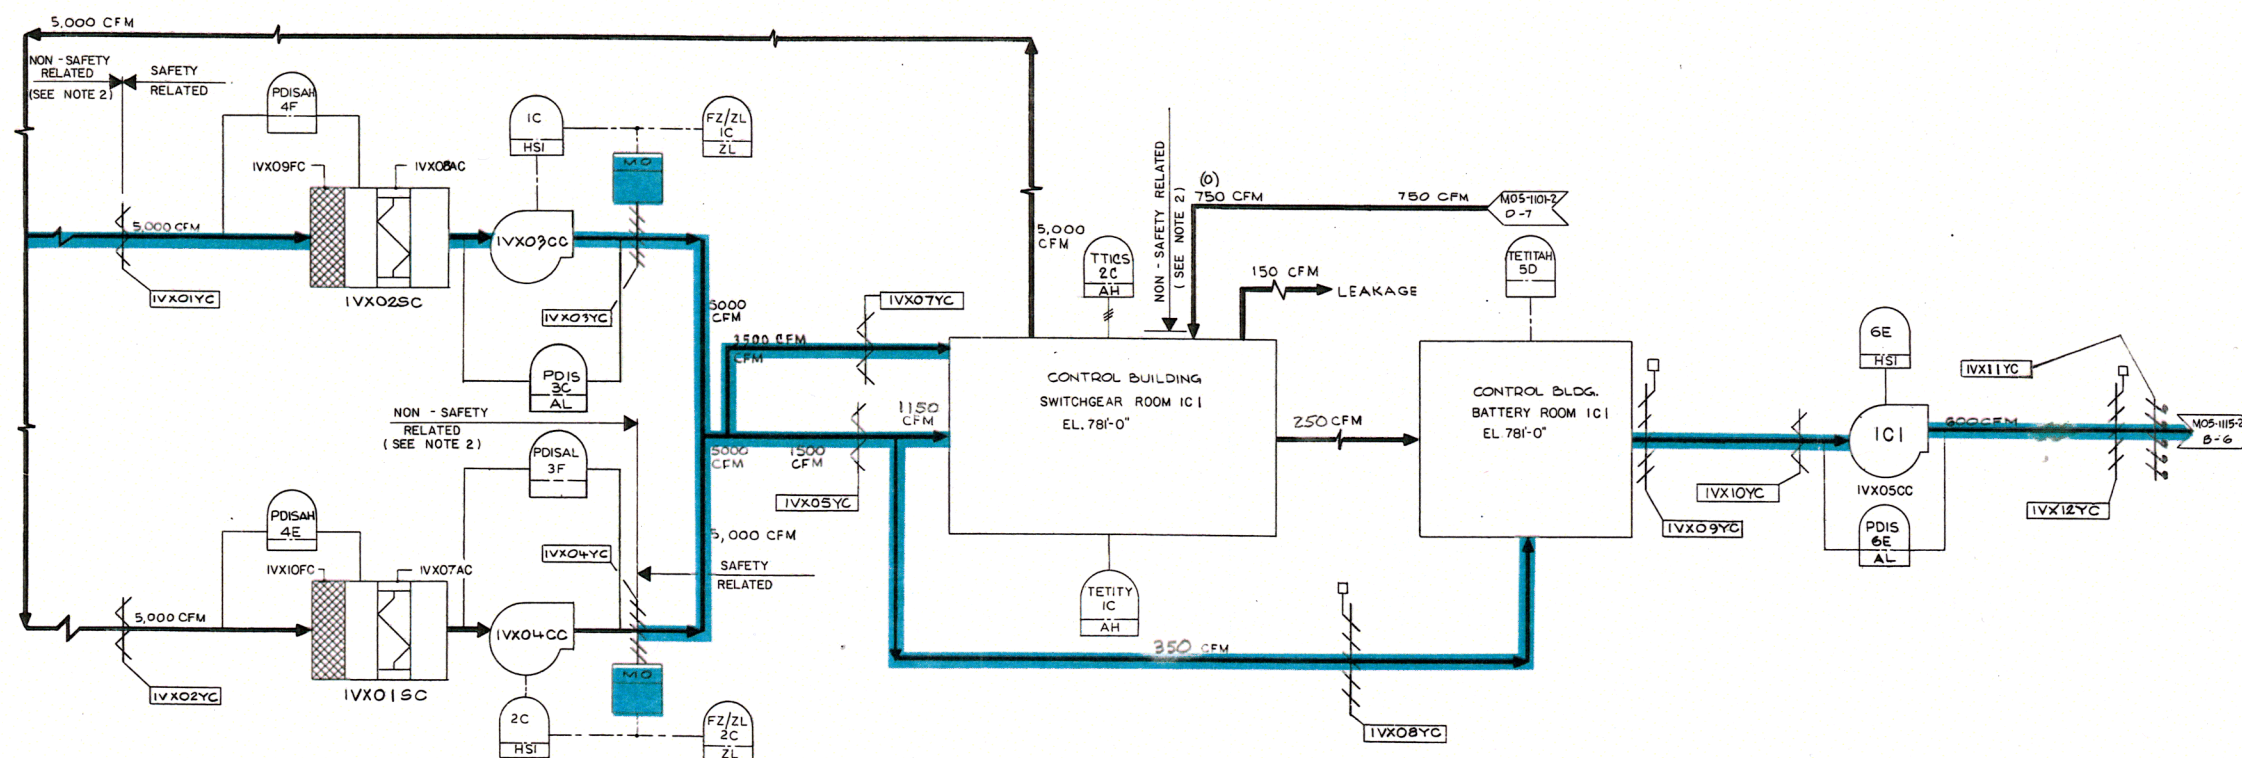 5,000 CFM
NON - SAFETY
RELATED
(SEE NOTE 2)
SAFETY
RELATED
PDISAH
4F
1C
HSI
FZ/ZL
1C
ZL
MO
IVX09FC
IVX08AC
5,000 CFM
IVX03CC
IVX01YC
IVX02SC
IVX03YC
5000
CFM
PDIS
3C
AL
3500 CFM
CFM
IVX07YC
5,000
CFM
TTICS
2C
AH
NON - SAFETY RELATED
(SEE NOTE 2)
(O)
750 CFM
750 CFM
M05-1101-2
D-7
150 CFM
LEAKAGE
TETITAH
5D
CONTROL BUILDING
SWITCHGEAR ROOM 1C1
EL. 781'-0"
1150
CFM
5000
CFM
1500
CFM
IVX05YC
250 CFM
CONTROL BLDG.
BATTERY ROOM 1C1
EL 781'-0"
6E
HSI
IVX11YC
1C1
600 CFM
M05-1115-2
B-6
IVX10YC
IVX05CC
IVX09YC
IVX12YC
PDIS
6E
AL
NON - SAFETY
RELATED
(SEE NOTE 2)
PDISAL
3F
PDISAH
4E
IVX04YC
5,000 CFM
SAFETY
RELATED
IVX10FC
IVX07AC
5,000 CFM
IVX04CC
TETITY
1C
AH
350 CFM
IVX02YC
IVX01SC
MO
2C
HSI
FZ/ZL
2C
ZL
IVX08YC